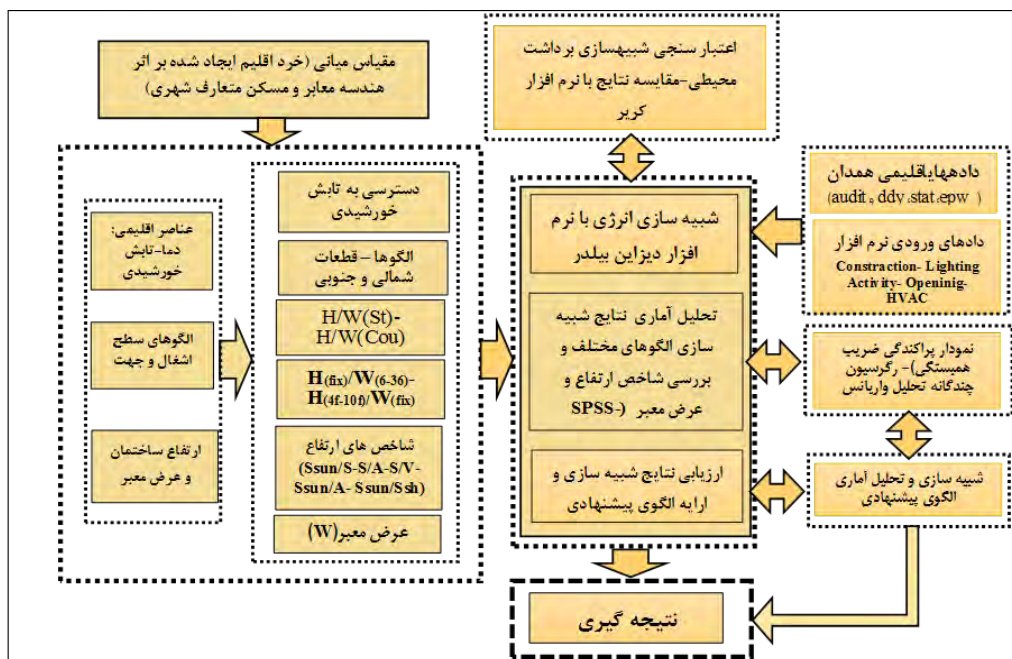 مقیاس میانی (خرد اقلیم ایجاد شده بر اثر
هندسه معابر و مسکن متعارف شهری)
اعتبار سنجی شبیهسازی برداشت
محیطی-مقایسه نتایج با نرم افزار
کریر
عناصر اقلیمی:
دما-تابش
خورشیدی
الگوهای سطح
اشغال و جهت
ارتفاع ساختمان
و عرض معبر
دسترسی به تابش
خورشیدی
الگوها – قطعات
شمالی و جنوبی
H/W(St)-
H/W(Cou)
H(fix)/W(6-36)-
H(4f-10f)/W(fix)
شاخص های ارتفاع
(Ssun/S-S/A-S/V-
Ssun/A- Ssun/Ssh)
عرض معبر(W)
شبیه سازی انرژی با نرم
افزار دیزاین بیلدر
تحلیل آماری نتایج شبیه
سازی الگوهای مختلف و
بررسی شاخص ارتفاع و
عرض معبر (SPSS-)
ارزیابی نتایج شبیه سازی و
ارایه الگوی پیشنهادی
نتیجه گیری
دادههایاقلیمی همدان
(audit و ddy ،stat ،epw )
دادهای ورودی نرم افزار
Constraction- Lighting
Activity- Openinig-
HVAC
نمودار پراکندگی ضریب
همبستگی)- رگرسیون
چندگانه تحلیل واریانس
شبیه سازی و تحلیل آماری
الگوی پیشنهادی